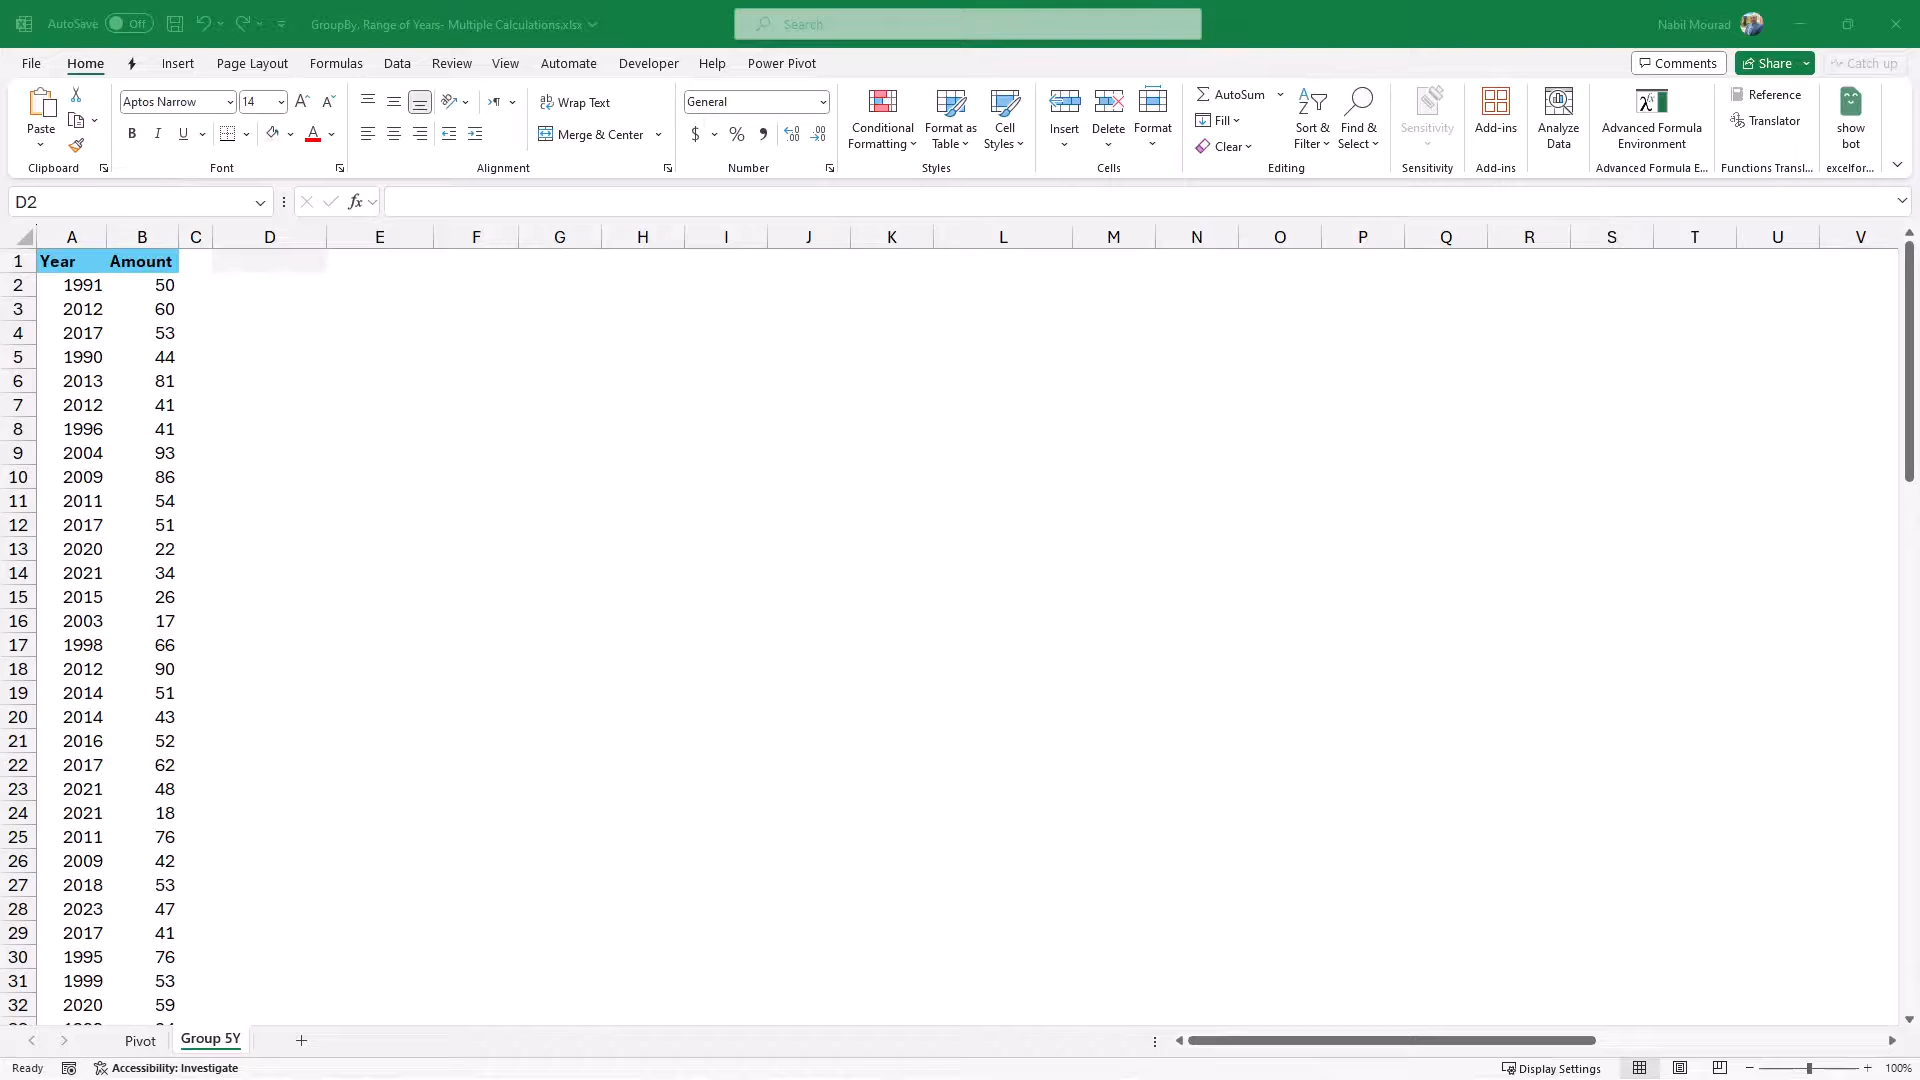 AutoSave Off GroupBy. Range of Years- Multiple Calculations.xlsx Search Nabil Mourad
File Home Insert Page Layout Formulas Data Review View Automate Developer Help Power Pivot Comments Share Catch up
Aptos Narrow 14 Wrap Text General AutoSum Reference
Paste Conditional Formatting Format as Table Cell Styles Insert Delete Format Fill Sort & Filter Find & Select Sensitivity Add-ins Analyze Data Advanced Formula Environment Translator show bot
B I U A Merge & Center $ % Clear
Clipboard Font Alignment Number Styles Cells Editing Sensitivity Add-ins Advanced Formula E... Functions Transl... excelfor...
D2 fx
A B C D E F G H I J K L M N O P Q R S T U V
1 Year Amount
2 1991 50
3 2012 60
4 2017 53
5 1990 44
6 2013 81
7 2012 41
8 1996 41
9 2004 93
10 2009 86
11 2011 54
12 2017 51
13 2020 22
14 2021 34
15 2015 26
16 2003 17
17 1998 66
18 2012 90
19 2014 51
20 2014 43
21 2016 52
22 2017 62
23 2021 48
24 2021 18
25 2011 76
26 2009 42
27 2018 53
28 2023 47
29 2017 41
30 1995 76
31 1999 53
32 2020 59
Pivot Group 5Y
Ready Accessibility: Investigate Display Settings 100%